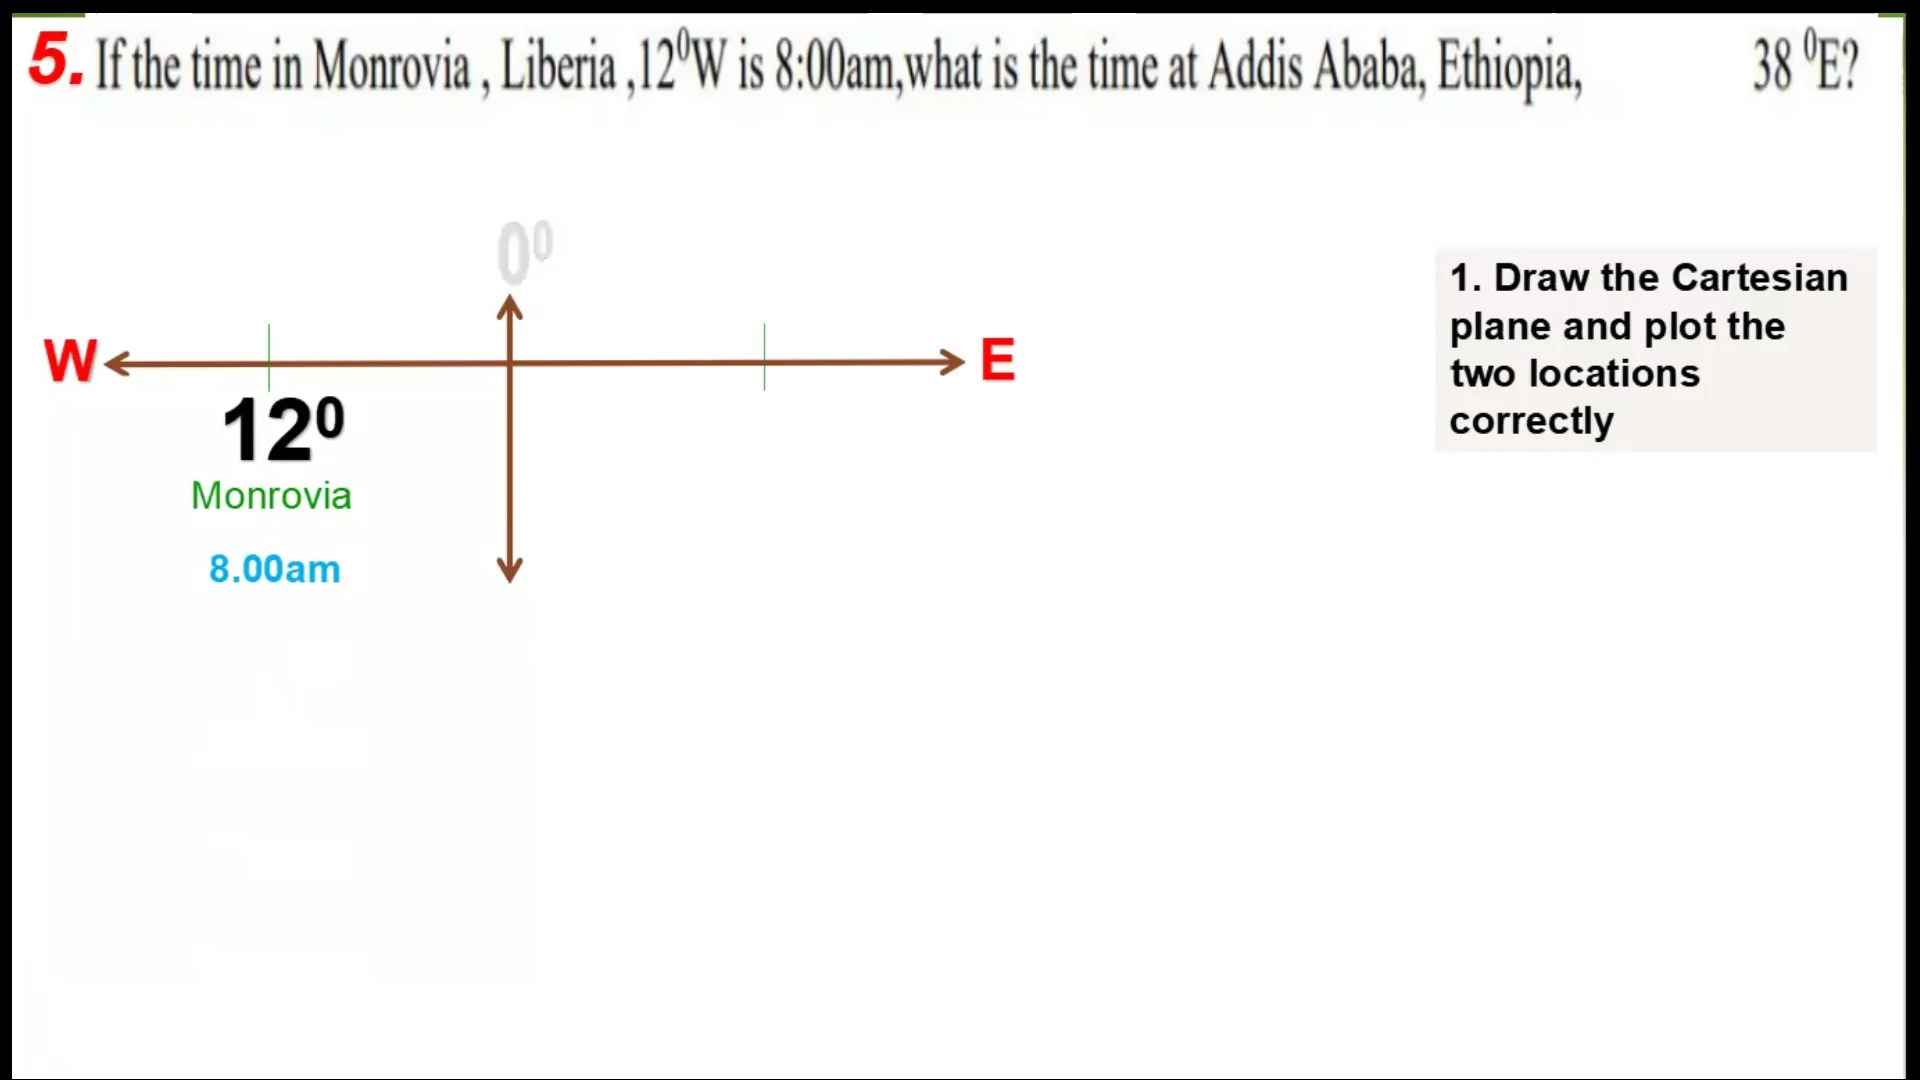 5. If the time in Monrovia , Liberia ,12⁰W is 8:00am,what is the time at Addis Ababa, Ethiopia, 38 ⁰E?
0⁰
W E
12⁰
Monrovia
8.00am
1. Draw the Cartesian
plane and plot the
two locations
correctly